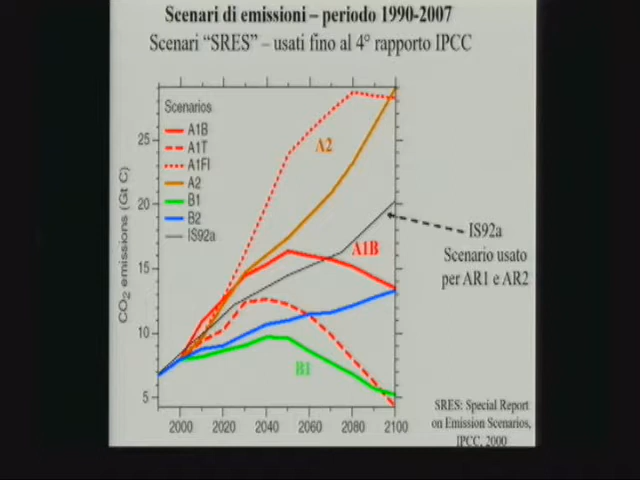 Scenari di emissioni – periodo 1990-2007
Scenari “SRES” – usati fino al 4° rapporto IPCC
Scenarios
A1B
A1T
A1FI
A2
B1
B2
IS92a
CO2 emissions (Gt C)
25
20
15
10
5
2000
2020
2040
2060
2080
2100
A2
A1B
B1
IS92a
Scenario usato
per AR1 e AR2
SRES: Special Report
on Emission Scenarios,
IPCC, 2000